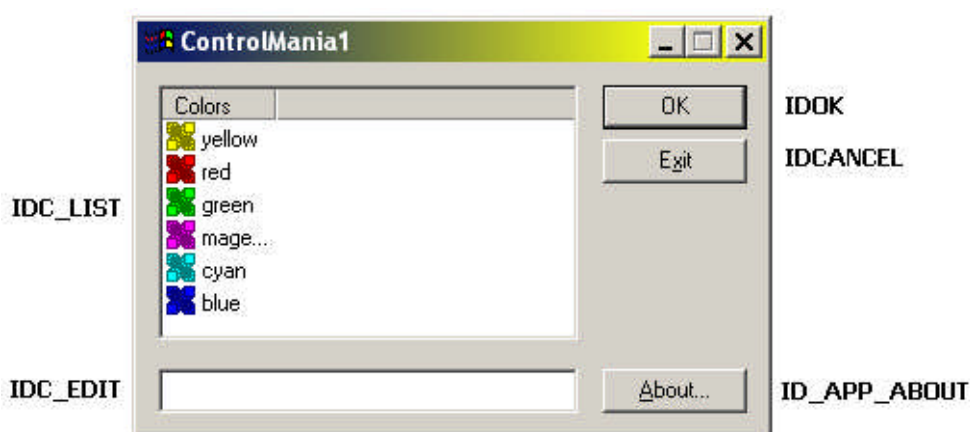 ControlMania1
Colors
OK
IDOK
yellow
Exit
IDCANCEL
red
IDC_LIST
green
mage...
cyan
blue
IDC_EDIT
About...
ID_APP_ABOUT